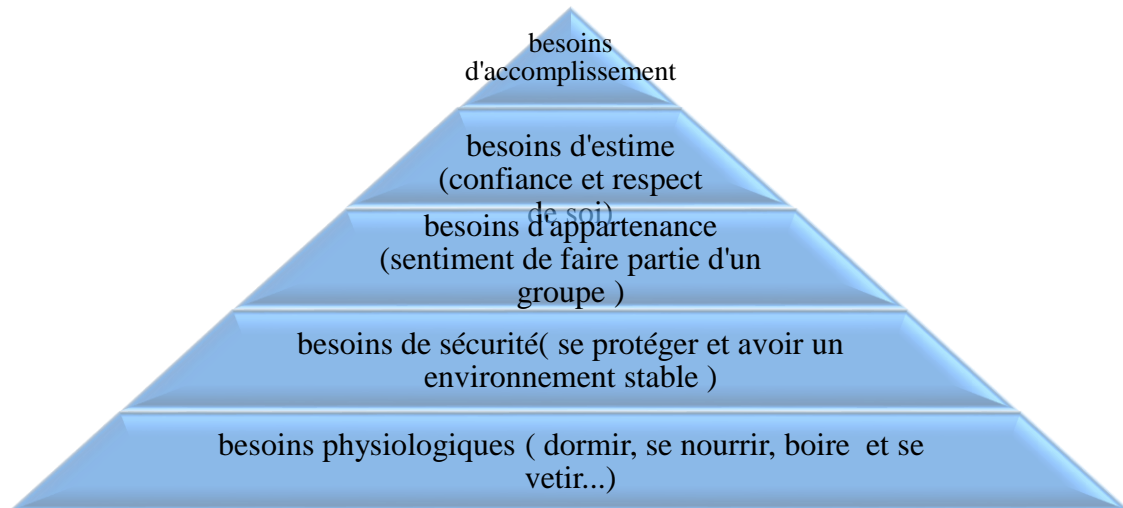 besoins
d'accomplissement
besoins d'estime
(confiance et respect
de soi)
besoins d'appartenance
(sentiment de faire partie d'un
groupe )
besoins de sécurité( se protéger et avoir un
environnement stable )
besoins physiologiques ( dormir, se nourrir, boire  et se
vetir...)